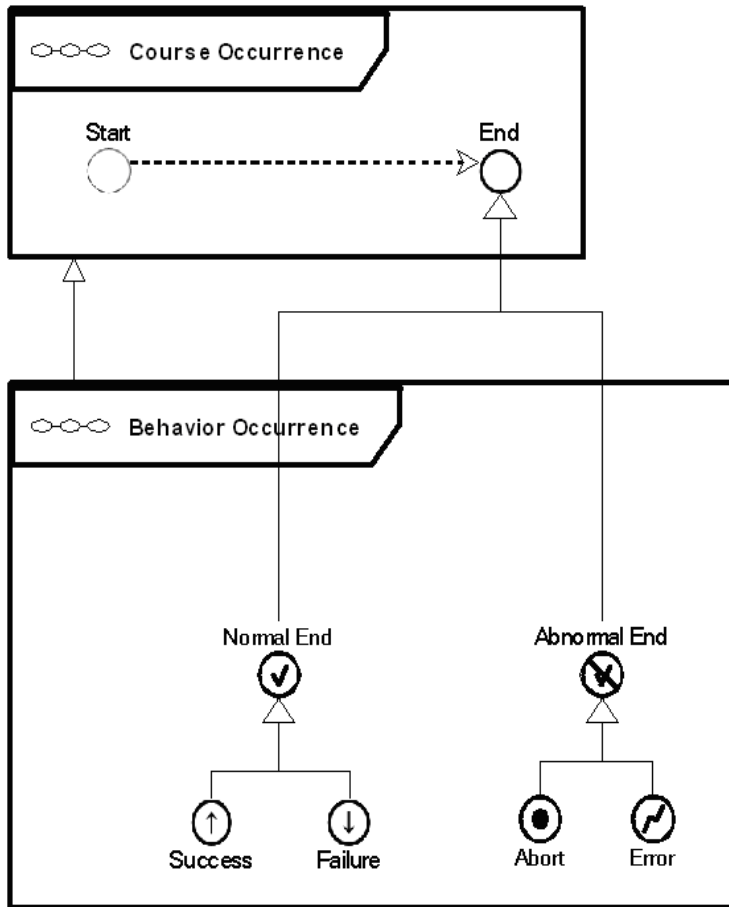 Course Occurrence
Start
End
Behavior Occurrence
Normal End
Abnormal End
Success
Failure
Abort
Error